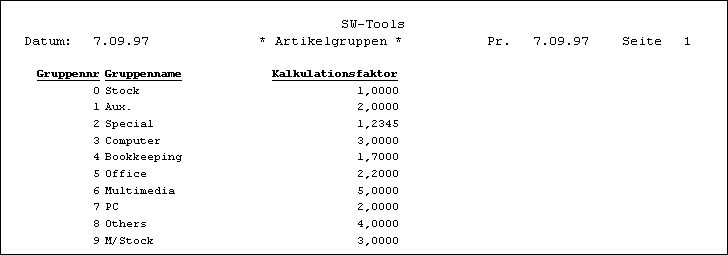 SW-Tools
Datum: 7.09.97 * Artikelgruppen * Pr. 7.09.97 Seite 1
Gruppennr Gruppenname Kalkulationsfaktor
0 Stock 1,0000
1 Aux. 2,0000
2 Special 1,2345
3 Computer 3,0000
4 Bookkeeping 1,7000
5 Office 2,2000
6 Multimedia 5,0000
7 PC 2,0000
8 Others 4,0000
9 M/Stock 3,0000